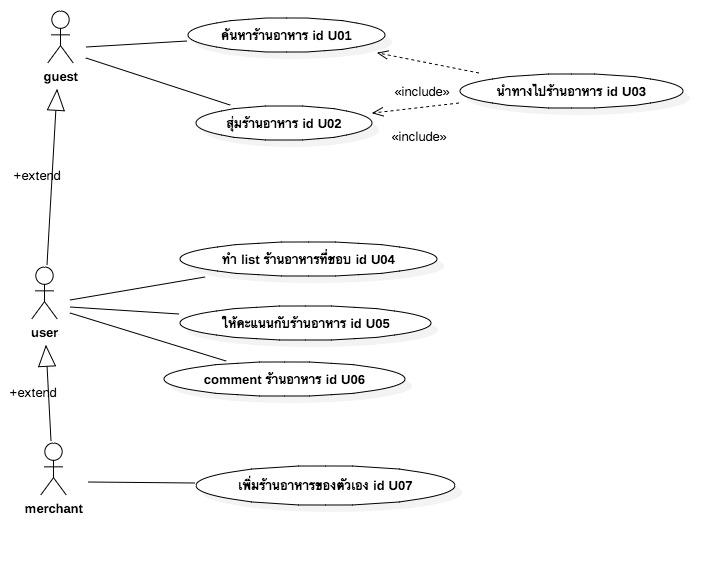 ค้นหาร้านอาหาร id U01
guest
นำทางไปร้านอาหาร id U03
«include»
สุ่มร้านอาหาร id U02
«include»
+extend
ทำ list ร้านอาหารที่ชอบ id U04
user
ให้คะแนนกับร้านอาหาร id U05
comment ร้านอาหาร id U06
+extend
เพิ่มร้านอาหารของตัวเอง id U07
merchant